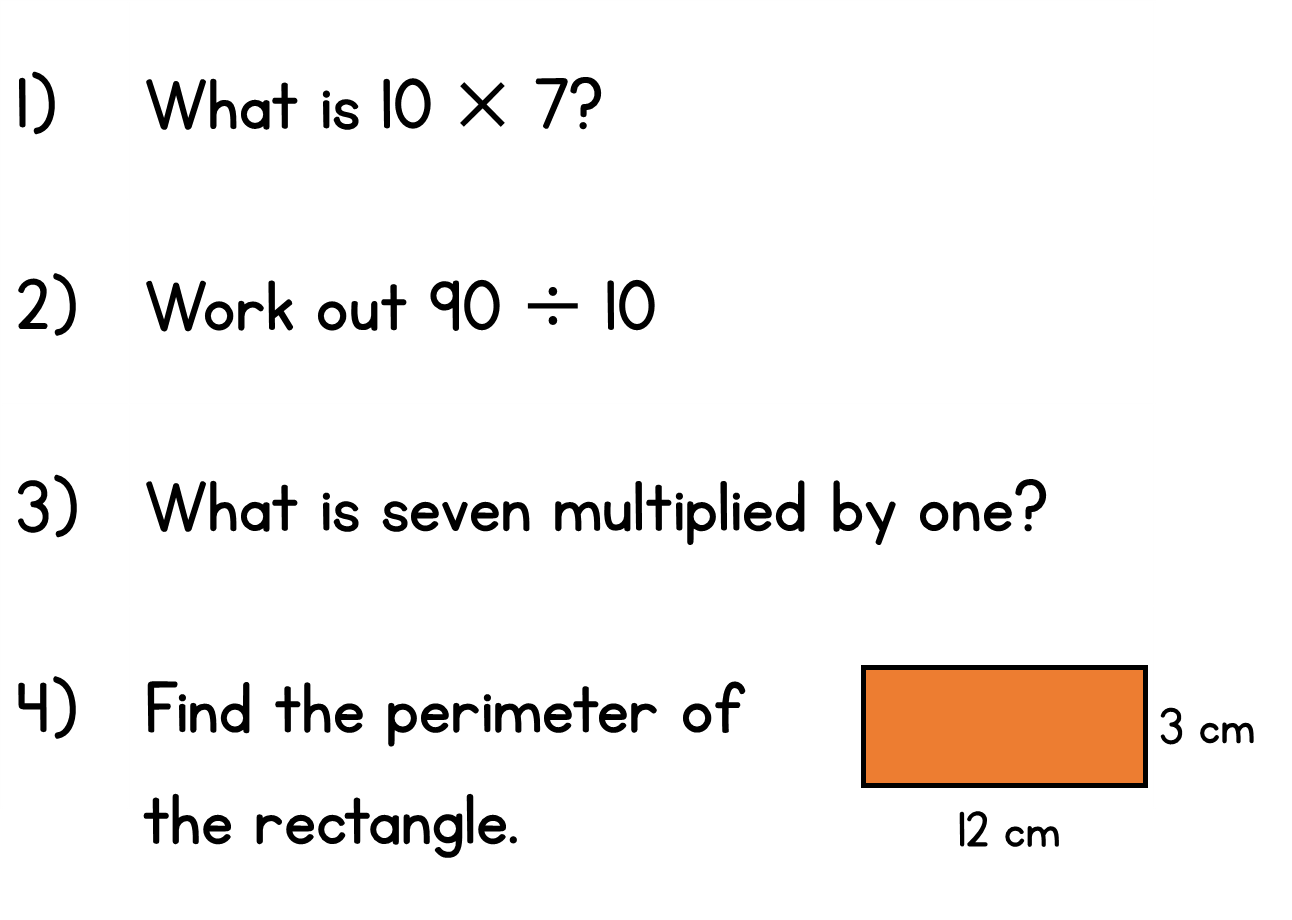 1) What is 10 × 7?
2) Work out 90 ÷ 10
3) What is seven multiplied by one?
4) Find the perimeter of
the rectangle.
3 cm
12 cm